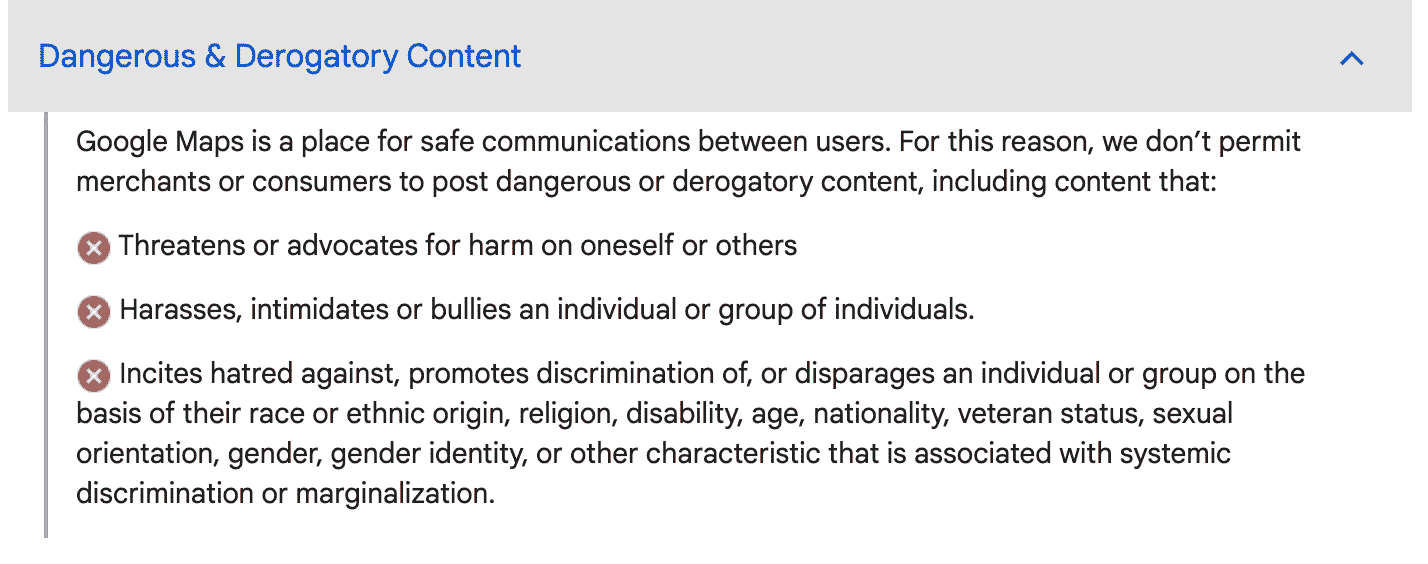 Dangerous & Derogatory Content
Google Maps is a place for safe communications between users. For this reason, we don’t permit
merchants or consumers to post dangerous or derogatory content, including content that:
Threatens or advocates for harm on oneself or others
Harasses, intimidates or bullies an individual or group of individuals.
Incites hatred against, promotes discrimination of, or disparages an individual or group on the
basis of their race or ethnic origin, religion, disability, age, nationality, veteran status, sexual
orientation, gender, gender identity, or other characteristic that is associated with systemic
discrimination or marginalization.